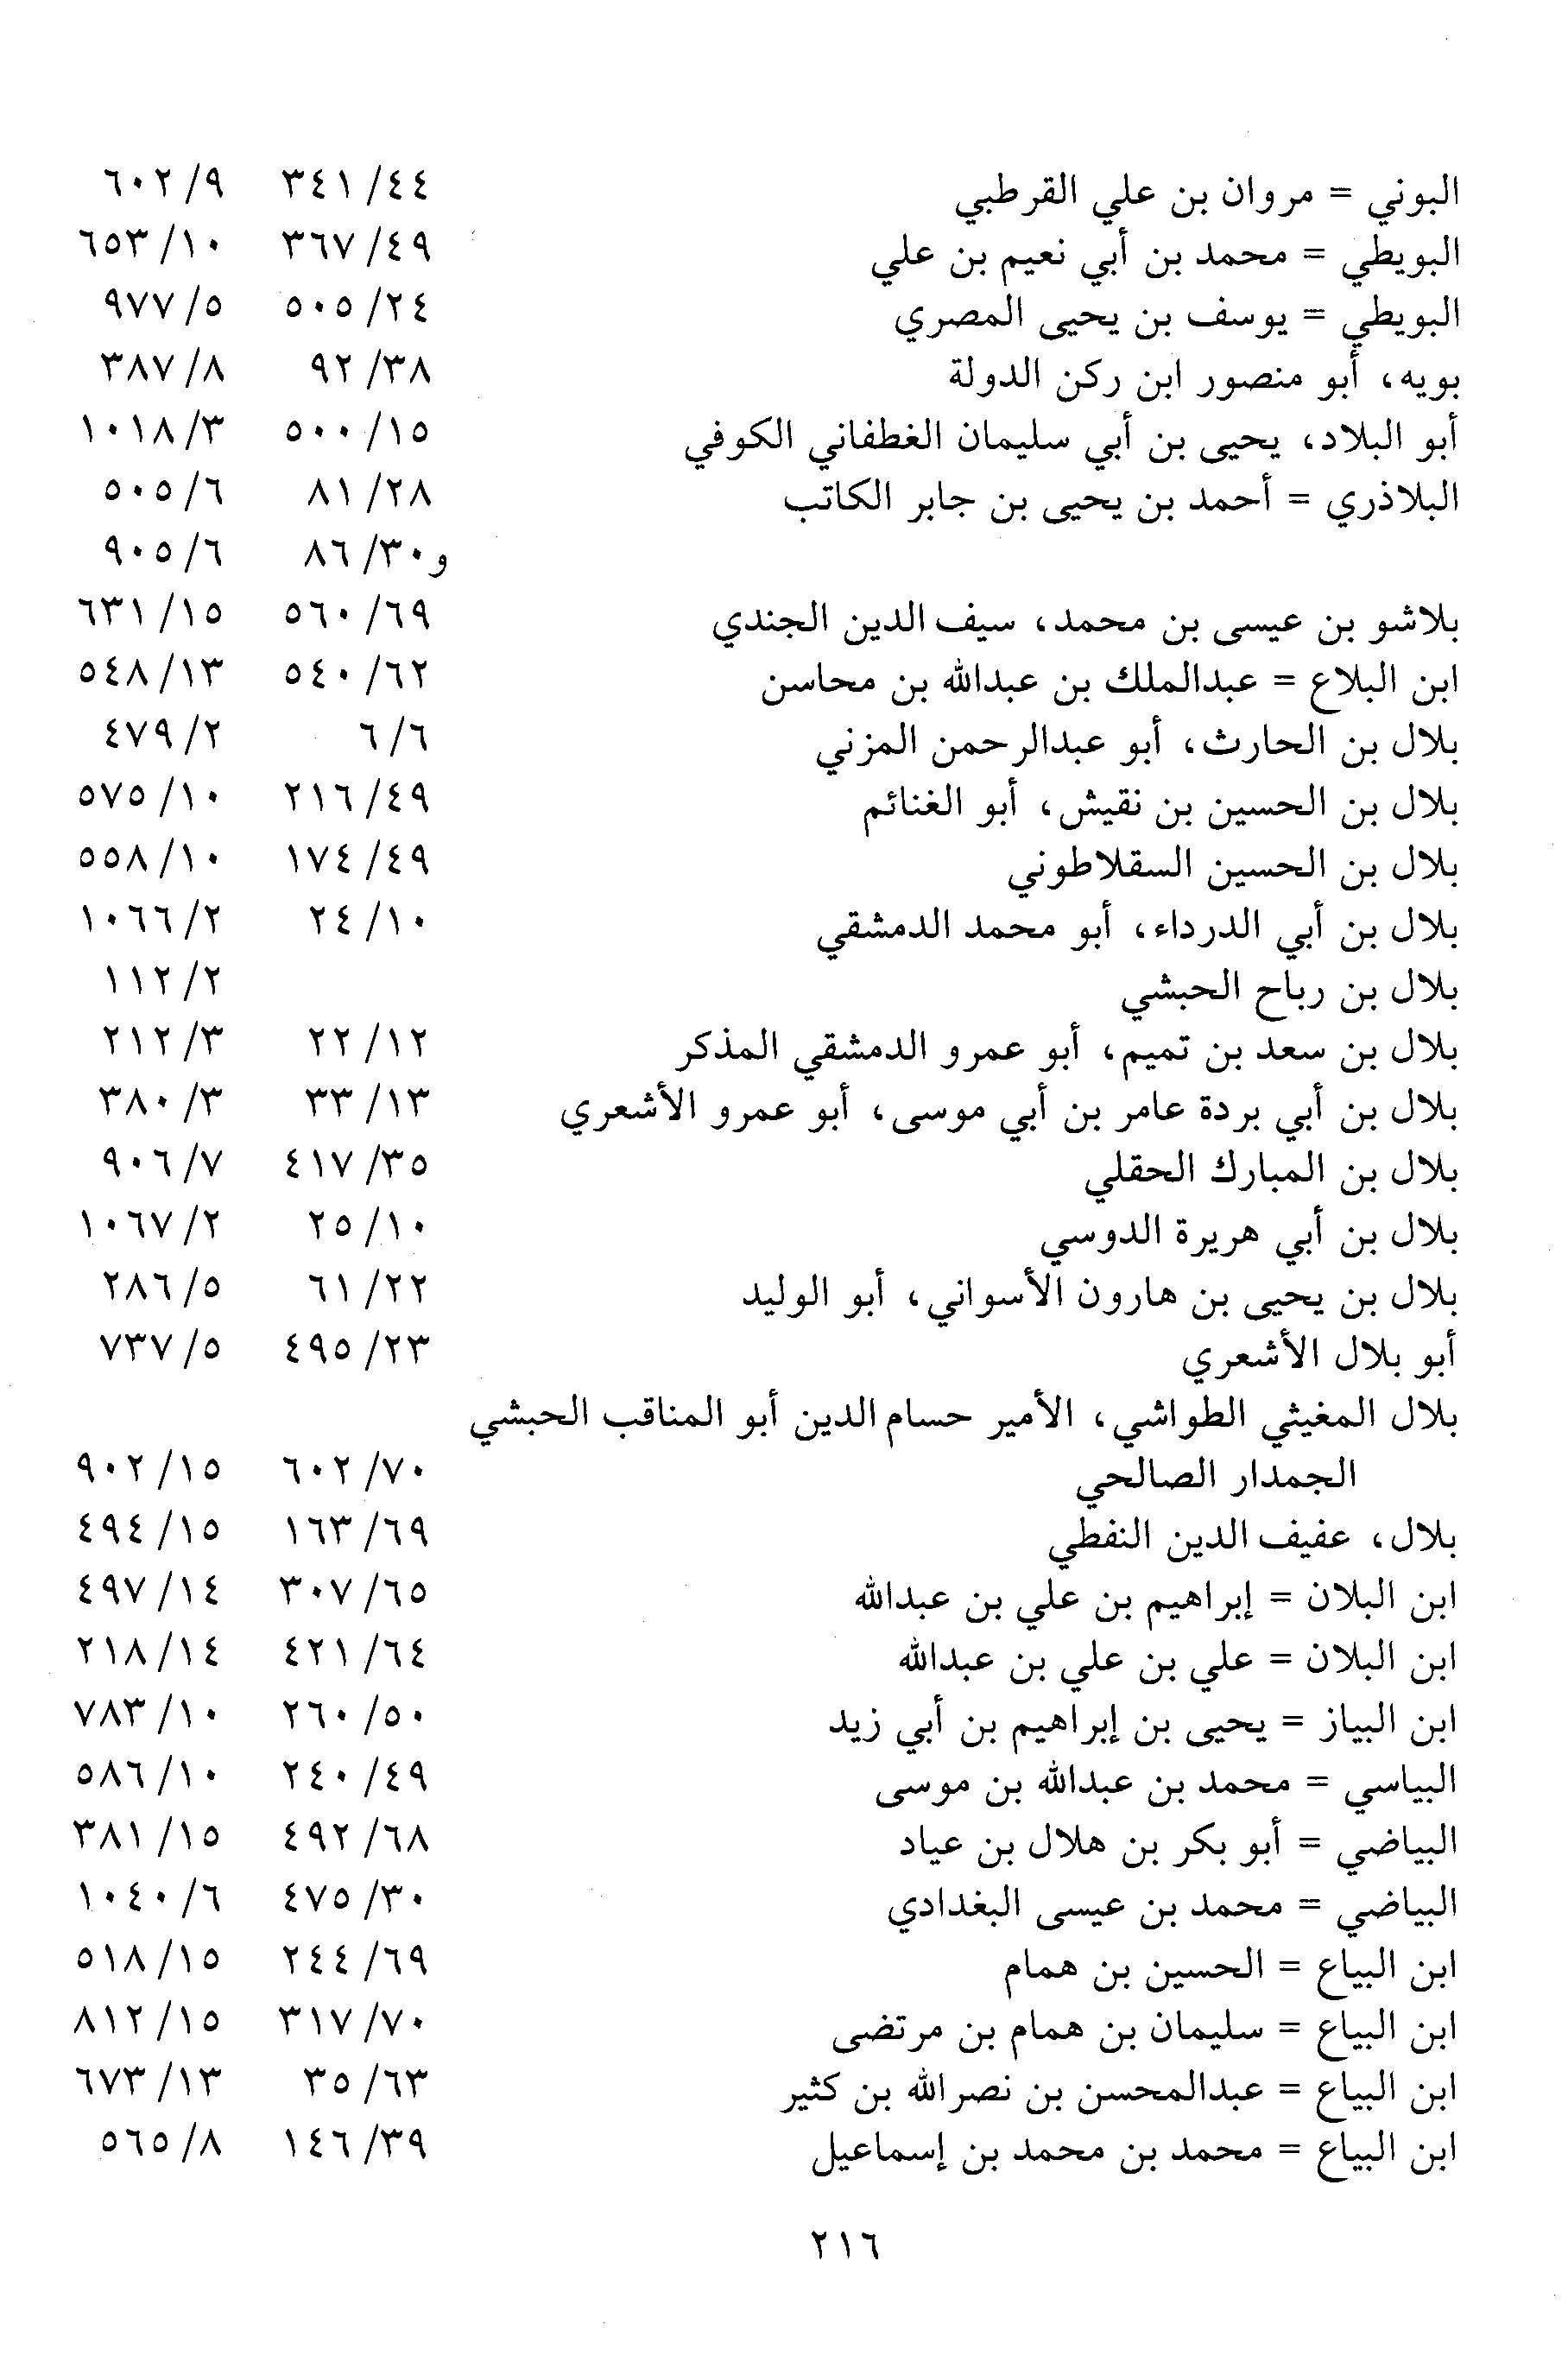 البوني = مروان بن علي القرطبي ٤٤/ ٣٤١ ٩/ ٦٠٢
البويطي = محمد بن أبي نعيم بن علي ٤٩/ ٣٦٧ ١٠/ ٦٥٣
البويطي = يوسف بن يحيى المصري ٢٤/ ٥٠٥ ٥/ ٩٧٧
بويه، أبو منصور ابن ركن الدولة ٣٨/ ٩٢ ٨/ ٣٨٧
أبو البلاد، يحيى بن أبي سليمان الغطفاني الكوفي ١٥/ ٥٠٠ ٣/ ١٠١٨
البلاذري = أحمد بن يحيى بن جابر الكاتب ٢٨/ ٨١ ٦/ ٥٠٥
و٣٠/ ٨٦ ٦/ ٩٠٥
بلاشو بن عيسى بن محمد، سيف الدين الجندي ٦٩/ ٥٦٠ ١٥/ ٦٣١
ابن البلاع = عبدالملك بن عبدالله بن محاسن ٦٢/ ٥٤٠ ١٣/ ٥٤٨
بلال بن الحارث، أبو عبدالرحمن المزني ٦/ ٦ ٢/ ٤٧٩
بلال بن الحسين بن نقيش، أبو الغنائم ٤٩/ ٢١٦ ١٠/ ٥٧٥
بلال بن الحسين السقلاطوني ٤٩/ ١٧٤ ١٠/ ٥٥٨
بلال بن أبي الدرداء، أبو محمد الدمشقي ١٠/ ٢٤ ٢/ ١٠٦٦
بلال بن رباح الحبشي ٢/ ١١٢
بلال بن سعد بن تميم، أبو عمرو الدمشقي المذكر ١٢/ ٢٢ ٣/ ٢١٢
بلال بن أبي بردة عامر بن أبي موسى، أبو عمرو الأشعري ١٣/ ٣٣ ٣/ ٣٨٠
بلال بن المبارك الحقلي ٣٥/ ٤١٧ ٧/ ٩٠٦
بلال بن أبي هريرة الدوسي ١٠/ ٢٥ ٢/ ١٠٦٧
بلال بن يحيى بن هارون الأسواني، أبو الوليد ٢٢/ ٦١ ٥/ ٢٨٦
أبو بلال الأشعري ٢٣/ ٤٩٥ ٥/ ٧٣٧
بلال المغيثي الطواشي، الأمير حسام الدين أبو المناقب الحبشي
الجمدار الصالحي ٧٠/ ٦٠٢ ١٥/ ٩٠٢
بلال، عفيف الدين النفطي ٦٩/ ١٦٣ ١٥/ ٤٩٤
ابن البلان = إبراهيم بن علي بن عبدالله ٦٥/ ٣٠٧ ١٤/ ٤٩٧
ابن البلان = علي بن علي بن عبدالله ٦٤/ ٤٢١ ١٤/ ٢١٨
ابن البياز = يحيى بن إبراهيم بن أبي زيد ٥٠/ ٢٦٠ ١٠/ ٧٨٣
البياسي = محمد بن عبدالله بن موسى ٤٩/ ٢٤٠ ١٠/ ٥٨٦
البياضي = أبو بكر بن هلال بن عياد ٦٨/ ٤٩٢ ١٥/ ٣٨١
البياضي = محمد بن عيسى البغدادي ٣٠/ ٤٧٥ ٦/ ١٠٤٠
ابن البياع = الحسين بن همام ٦٩/ ٢٤٤ ١٥/ ٥١٨
ابن البياع = سليمان بن همام بن مرتضى ٧٠/ ٣١٧ ١٥/ ٨١٢
ابن البياع = عبدالمحسن بن نصرالله بن كثير ٦٣/ ٣٥ ١٣/ ٦٧٣
ابن البياع = محمد بن محمد بن إسماعيل ٣٩/ ١٤٦ ٨/ ٥٦٥
٢١٦